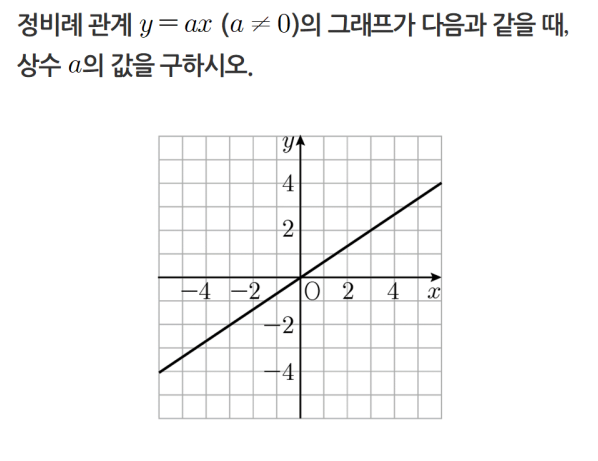 정비례 관계 y = ax (a ≠ 0)의 그래프가 다음과 같을 때,
상수 a의 값을 구하시오.
y
4
2
−4 −2 O 2 4 x
−2
−4